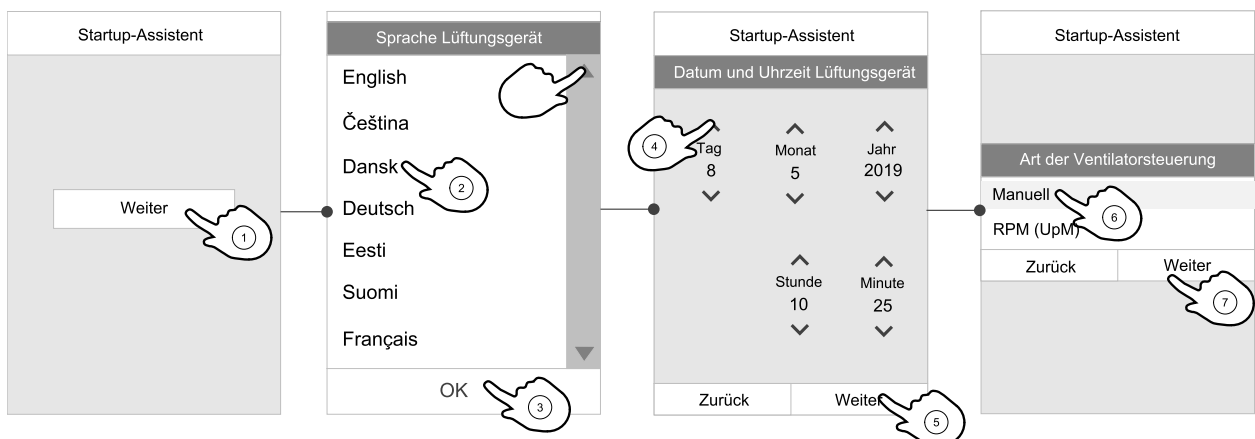 Startup-Assistent
Weiter
1
Sprache Lüftungsgerät
English
Čeština
Dansk
2
Deutsch
Eesti
Suomi
Français
OK
3
Startup-Assistent
Datum und Uhrzeit Lüftungsgerät
4
Tag Monat Jahr
8 5 2019
Stunde Minute
10 25
Zurück Weiter
5
Startup-Assistent
Art der Ventilatorsteuerung
Manuell
6
RPM (UpM)
Zurück Weiter
7